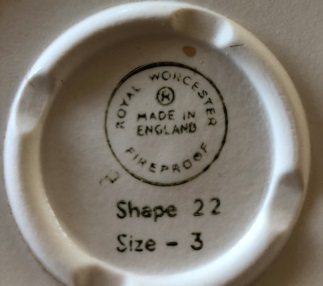 ROYAL WORCESTER
MADE IN
ENGLAND
FIREPROOF
Shape 22
Size - 3